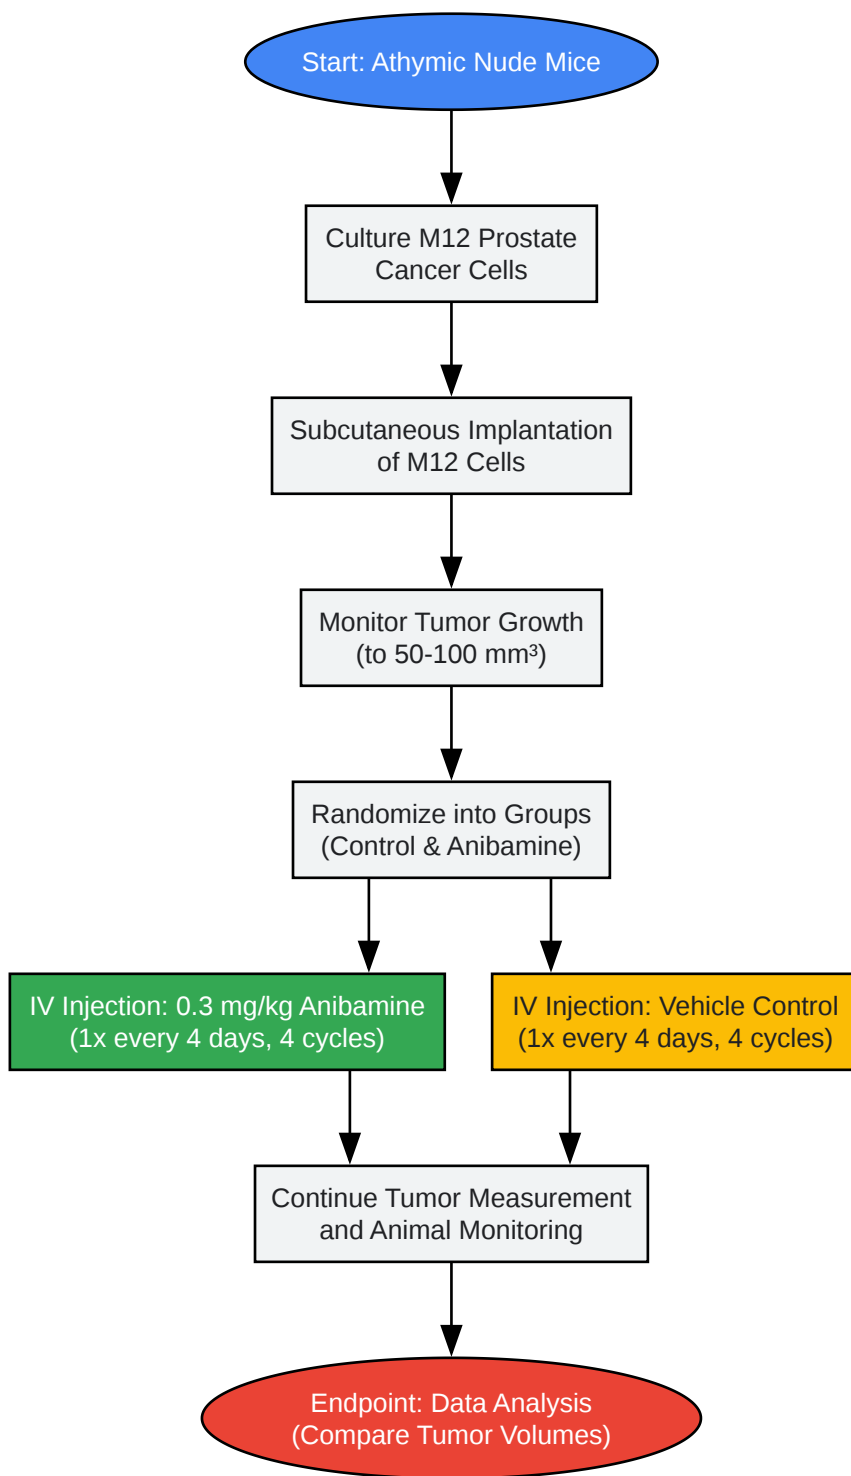 Start: Athymic Nude Mice
Culture M12 Prostate
Cancer Cells
Subcutaneous Implantation
of M12 Cells
Monitor Tumor Growth
(to 50-100 mm³)
Randomize into Groups
(Control & Anibamine)
IV Injection: 0.3 mg/kg Anibamine
(1x every 4 days, 4 cycles)
IV Injection: Vehicle Control
(1x every 4 days, 4 cycles)
Continue Tumor Measurement
and Animal Monitoring
Endpoint: Data Analysis
(Compare Tumor Volumes)